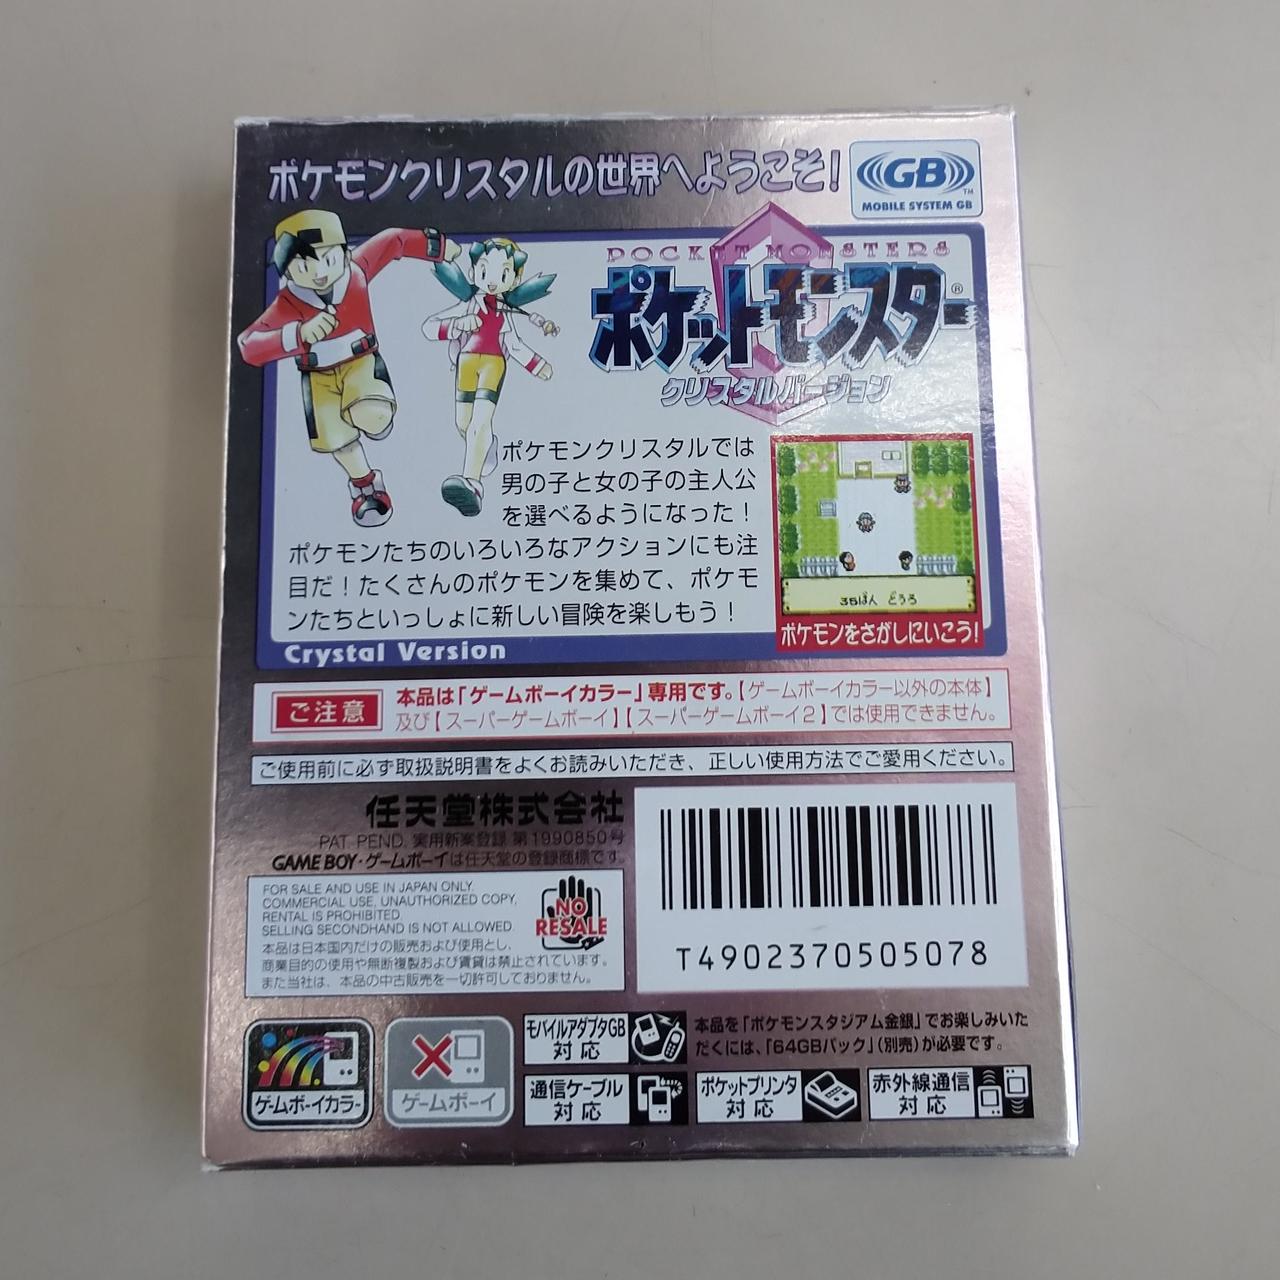 ポケモンクリスタルの世界へようこそ!
GB
TM
MOBILE SYSTEM GB
POCKET MONSTERS
ポケットモンスター®
クリスタルバージョン
ポケモンクリスタルでは
男の子と女の子の主人公
を選べるようになった!
ポケモンたちのいろいろなアクションにも注
目だ!たくさんのポケモンを集めて、ポケモ
ンたちといっしょに新しい冒険を楽しもう!
35ばん どうろ
ポケモンをさがしにいこう!
Crystal Version
ご注意
本品は「ゲームボーイカラー」専用です。【ゲームボーイカラー以外の本体】
及び【スーパーゲームボーイ】【スーパーゲームボーイ2】では使用できません。
ご使用前に必ず取扱説明書をよくお読みいただき、正しい使用方法でご愛用ください。
任天堂株式会社
PAT. PEND. 実用新案登録 第1990850号
GAME BOY・ゲームボーイは任天堂の登録商標です。
FOR SALE AND USE IN JAPAN ONLY.
COMMERCIAL USE, UNAUTHORIZED COPY,
RENTAL IS PROHIBITED.
SELLING SECONDHAND IS NOT ALLOWED.
本品は日本国内だけの販売および使用とし、
商業目的の使用や無断複製および賃貸は禁止されています。
また当社は、本品の中古販売を一切許可しておりません。
NO
RESALE
T4902370505078
ゲームボーイカラー
ゲームボーイ
モバイルアダプタGB
対応
本品を「ポケモンスタジアム金銀」でお楽しみいた
だくには、「64GBパック」(別売)が必要です。
通信ケーブル
対応
ポケットプリンタ
対応
赤外線通信
対応